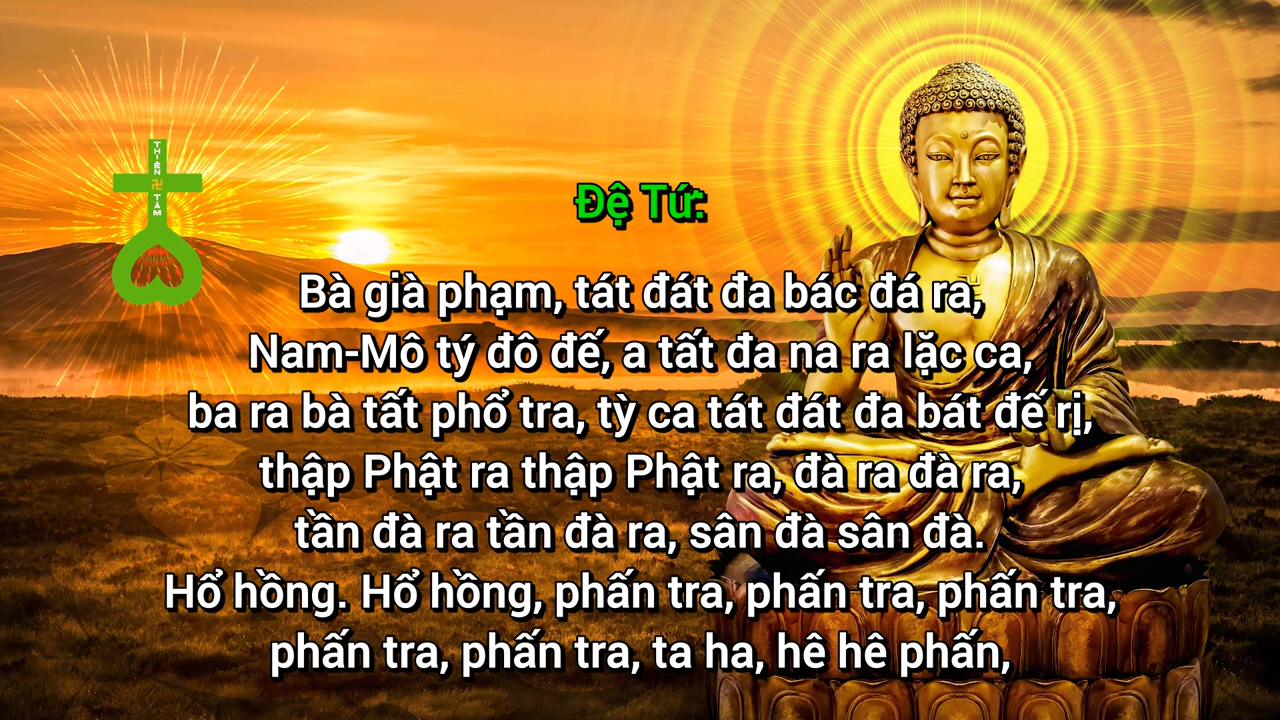 THIỀN
卍
TÂM
Đệ Tứ:
Bà già phạm, tát đát đa bác đá ra,
Nam-Mô tý đô đế, a tất đa na ra lặc ca,
ba ra bà tất phổ tra, tỳ ca tát đát đa bát đế rị,
thập Phật ra thập Phật ra, đà ra đà ra,
tần đà ra tần đà ra, sân đà sân đà.
Hổ hồng. Hổ hồng, phấn tra, phấn tra, phấn tra,
phấn tra, phấn tra, ta ha, hê hê phấn,